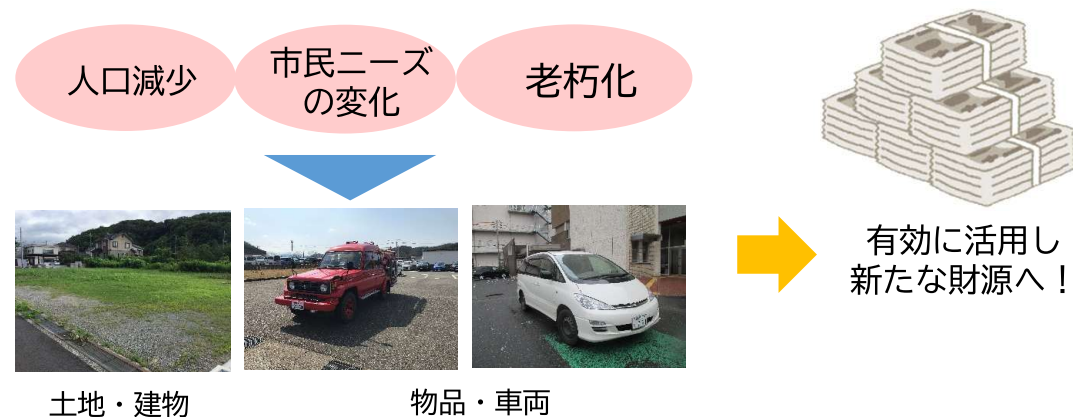 人口減少
市民ニーズ
の変化
老朽化
土地・建物
物品・車両
有効に活用し
新たな財源へ！